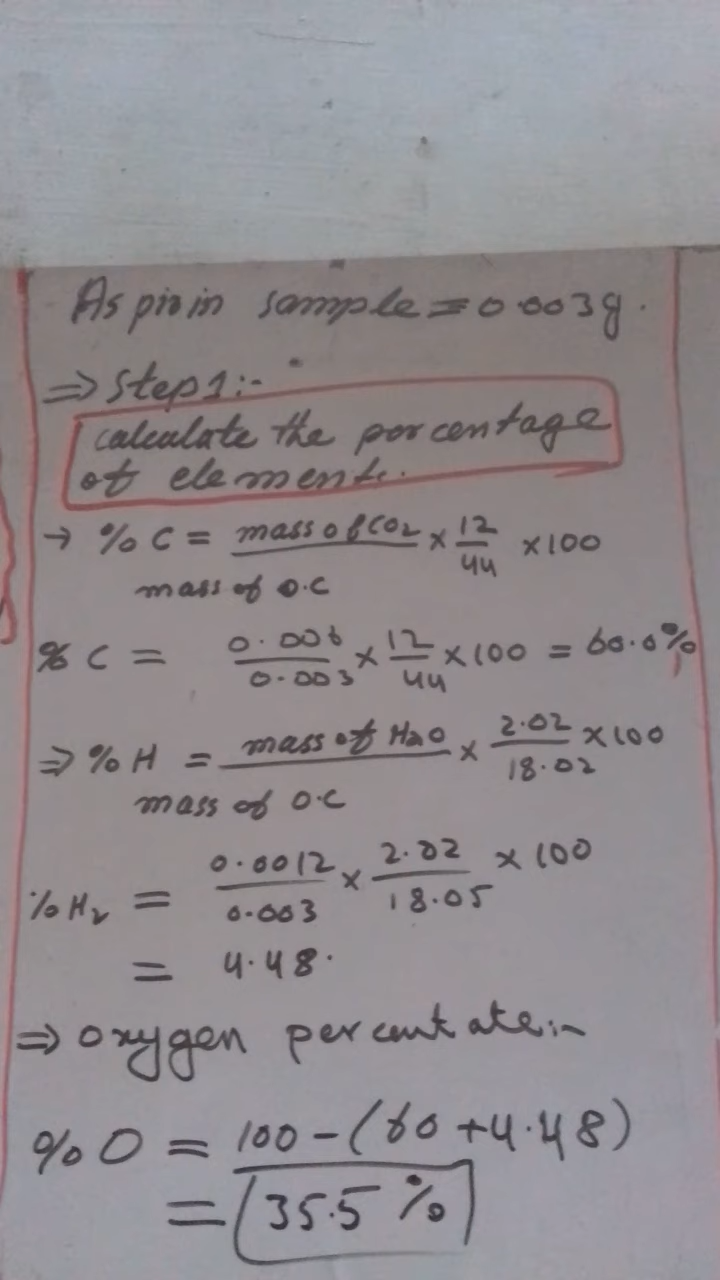 Aspirin sample = 0.003g.
⇒ Step1:-
calculate the percentage
of elements.
→ % C = mass of CO2 / mass of O.C × 12/44 ×100
% C = 0.006/0.003 × 12/44 ×100 = 60.0%
⇒ % H = mass of H2O / mass of O.C × 2.02/18.02 ×100
% H2 = 0.0012/0.003 × 2.02/18.05 × 100
= 4.48.
⇒ oxygen percentate:-
% O = 100 - (60 + 4.48)
= 35.5 %